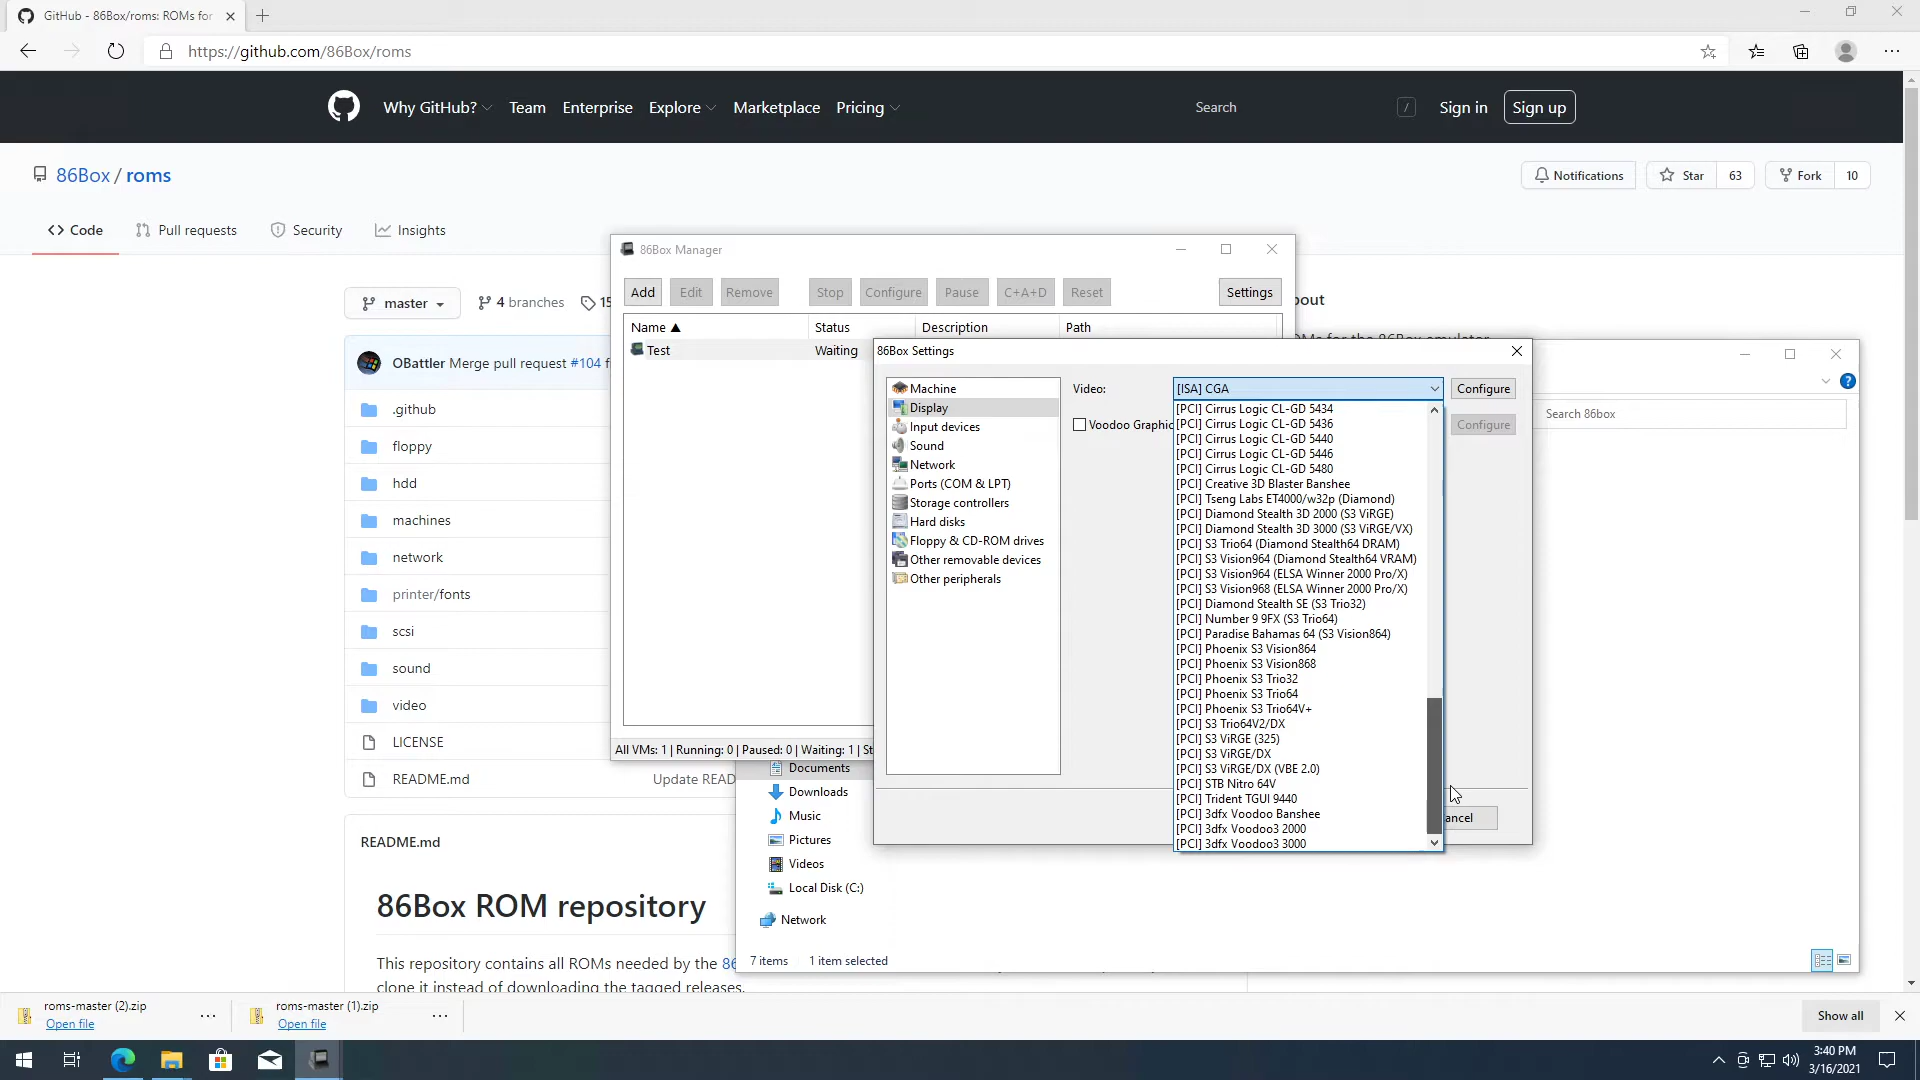 GitHub - 86Box/roms: ROMs for
https://github.com/86Box/roms
Why GitHub?
Team
Enterprise
Explore
Marketplace
Pricing
Search
/
Sign in
Sign up
86Box / roms
Notifications
Star
63
Fork
10
Code
Pull requests
Security
Insights
master
4 branches
15
OBattler Merge pull request #104 f
.github
floppy
hdd
machines
network
printer/fonts
scsi
sound
video
LICENSE
README.md
Update READ
README.md
86Box ROM repository
This repository contains all ROMs needed by the 86
clone it instead of downloading the tagged releases.
bout
86Box Manager
Add
Edit
Remove
Stop
Configure
Pause
C+A+D
Reset
Settings
Name
Status
Description
Path
Test
Waiting
All VMs: 1 | Running: 0 | Paused: 0 | Waiting: 1 | St
86Box Settings
Machine
Display
Input devices
Sound
Network
Ports (COM & LPT)
Storage controllers
Hard disks
Floppy & CD-ROM drives
Other removable devices
Other peripherals
Video:
[ISA] CGA
Configure
Voodoo Graphic
Configure
[PCI] Cirrus Logic CL-GD 5434
[PCI] Cirrus Logic CL-GD 5436
[PCI] Cirrus Logic CL-GD 5440
[PCI] Cirrus Logic CL-GD 5446
[PCI] Cirrus Logic CL-GD 5480
[PCI] Creative 3D Blaster Banshee
[PCI] Tseng Labs ET4000/w32p (Diamond)
[PCI] Diamond Stealth 3D 2000 (S3 ViRGE)
[PCI] Diamond Stealth 3D 3000 (S3 ViRGE/VX)
[PCI] S3 Trio64 (Diamond Stealth64 DRAM)
[PCI] S3 Vision964 (Diamond Stealth64 VRAM)
[PCI] S3 Vision964 (ELSA Winner 2000 Pro/X)
[PCI] S3 Vision968 (ELSA Winner 2000 Pro/X)
[PCI] Diamond Stealth SE (S3 Trio32)
[PCI] Number 9 9FX (S3 Trio64)
[PCI] Paradise Bahamas 64 (S3 Vision864)
[PCI] Phoenix S3 Vision864
[PCI] Phoenix S3 Vision868
[PCI] Phoenix S3 Trio32
[PCI] Phoenix S3 Trio64
[PCI] Phoenix S3 Trio64V+
[PCI] S3 Trio64V2/DX
[PCI] S3 ViRGE (325)
[PCI] S3 ViRGE/DX
[PCI] S3 ViRGE/DX (VBE 2.0)
[PCI] STB Nitro 64V
[PCI] Trident TGUI 9440
[PCI] 3dfx Voodoo Banshee
[PCI] 3dfx Voodoo3 2000
[PCI] 3dfx Voodoo3 3000
ancel
Search 86box
Documents
Downloads
Music
Pictures
Videos
Local Disk (C:)
Network
7 items
1 item selected
roms-master (2).zip
Open file
roms-master (1).zip
Open file
Show all
3:40 PM
3/16/2021